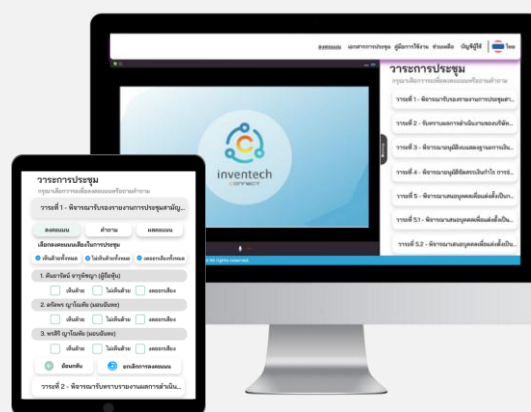 ลงคะแนน เอกสารการประชุม คู่มือการใช้งาน ช่วยเหลือ บัญชีผู้ใช้ ไทย
inventech
CONNECT
วาระการประชุม
กรุณาเลือกวาระเพื่อลงคะแนนหรือถามคำถาม
วาระที่ 1 - พิจารณารับรองรายงานการประชุมสา...
วาระที่ 2 - รับทราบผลการดำเนินงานของบริษัท...
วาระที่ 3 - พิจารณาอนุมัติงบแสดงฐานะการเงิน...
วาระที่ 4 - พิจารณาอนุมัติจัดสรรเงินกำไร การจ่...
วาระที่ 5 - พิจารณาเสนอบุคคลเพื่อแต่งตั้งเป็นก...
วาระที่ 5.1 - พิจารณาเสนอบุคคลเพื่อแต่งตั้งเป็น...
วาระที่ 5.2 - พิจารณาเสนอบุคคลเพื่อแต่งตั้งเป็น...
All rights reserved.
วาระการประชุม
กรุณาเลือกวาระเพื่อลงคะแนนหรือถามคำถาม
วาระที่ 1 - พิจารณารับรองรายงานการประชุมสามัญ...
ลงคะแนน คำถาม ผลคะแนน
เลือกลงคะแนนเสียงในการประชุม
เห็นด้วยทั้งหมด ไม่เห็นด้วยทั้งหมด งดออกเสียงทั้งหมด
1. คันธารัตน์ จารุพิชญา (ผู้ถือหุ้น)
เห็นด้วย ไม่เห็นด้วย งดออกเสียง
2. ตรัสพร ญาโณทัย (มอบฉันทะ)
เห็นด้วย ไม่เห็นด้วย งดออกเสียง
3. พรสิริ ญาโณทัย (มอบฉันทะ)
เห็นด้วย ไม่เห็นด้วย งดออกเสียง
ย้อนกลับ ยกเลิกการลงคะแนน
วาระที่ 2 - พิจารณารับทราบรายงานผลการดำเนิน...